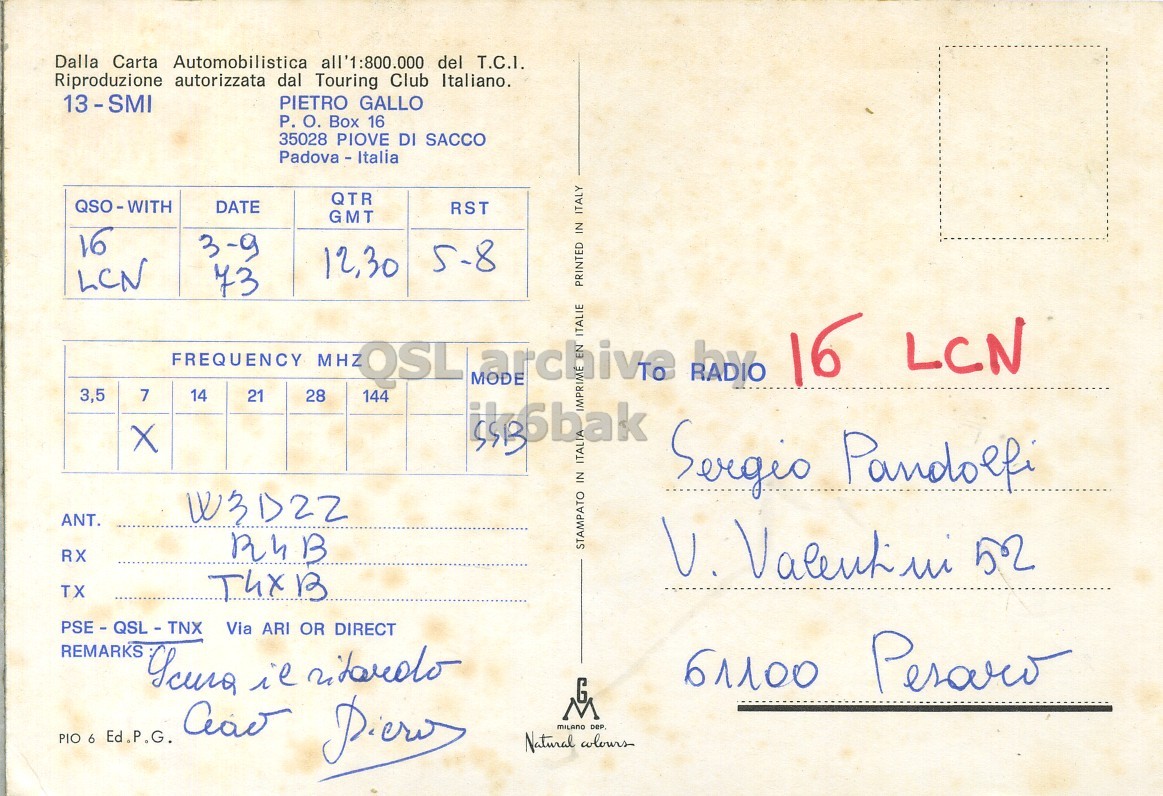 Dalla Carta Automobilistica all'1:800.000 del T.C.I.
Riproduzione autorizzata dal Touring Club Italiano.
13 - SMI
PIETRO GALLO
P. O. Box 16
35028 PIOVE DI SACCO
Padova - Italia
QSO - WITH DATE QTR GMT RST
16 LCN 3-9 73 12,30 5-8
FREQUENCY MHZ MODE
3,5 7 14 21 28 144
X SSB
ANT. W3DZZ
RX R4B
TX T4XB
PSE - QSL - TNX Via ARI OR DIRECT
REMARKS: Scusa il ritardo
Ciao Piero
PIO 6 Ed.P.G.
STAMPATO IN ITALIA IMPRIME EN ITALIE PRINTED IN ITALY
GM
MILANO DEP.
Natural colours
To RADIO 16 LCN
Sergio Pandolfi
V. Valentini 52
61100 Pesaro
QSL archive by
ik6bak